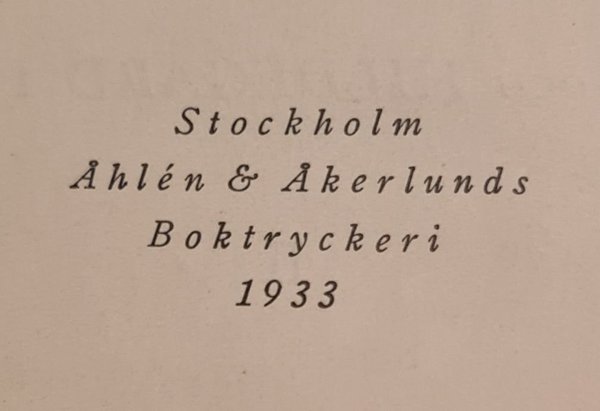 Stockholm
Åhlén & Åkerlunds
Boktryckeri
1933